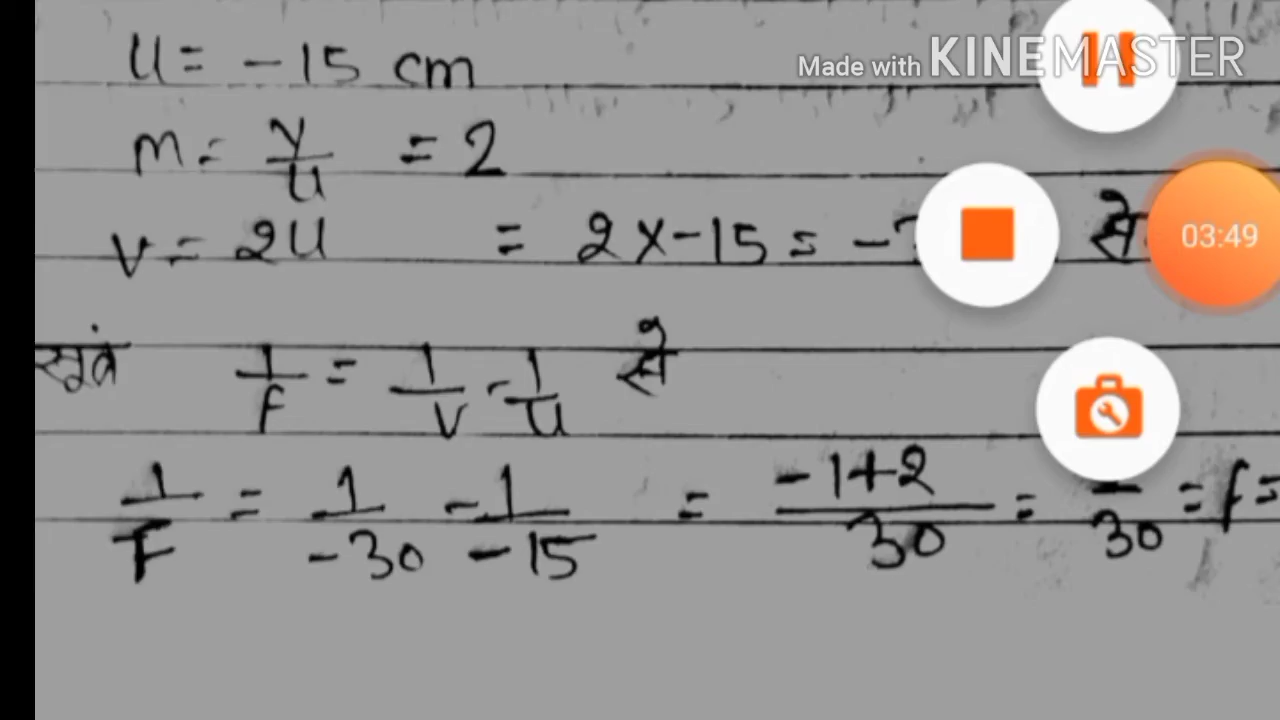 u = -15 cm
Made with KINEMASTER
m = v/u = 2
v = 2u = 2x-15 = - से
03:49
सूत्र 1/f = 1/v - 1/u से
1/F = 1/-30 - 1/-15 = -1+2/30 = /30 = f =